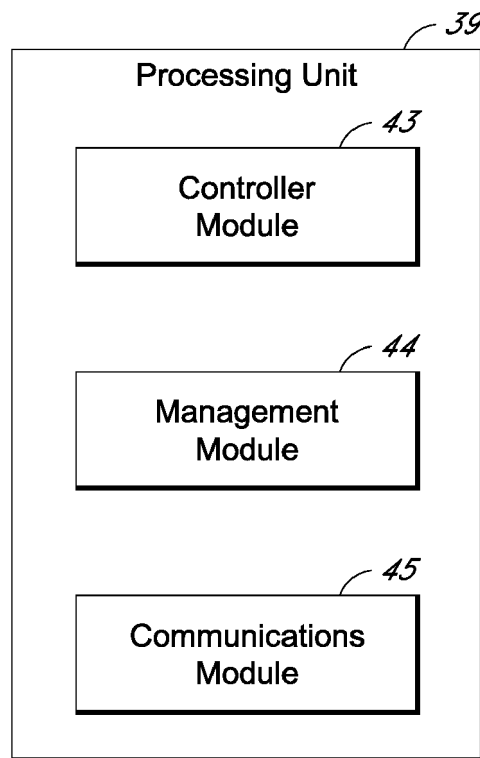 39
Processing Unit
43
Controller
Module
44
Management
Module
45
Communications
Module